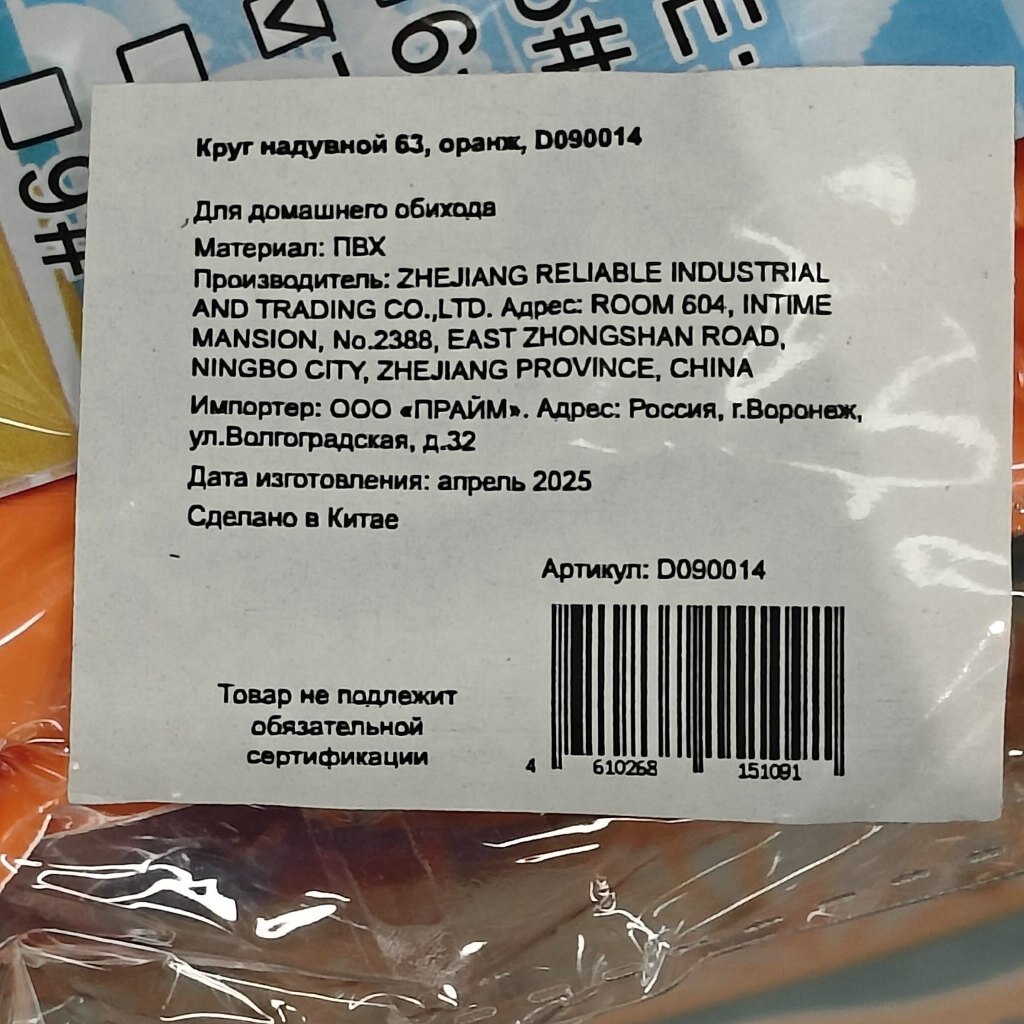 Круг надувной 63, оранж, D090014
Для домашнего обихода
Материал: ПВХ
Производитель: ZHEJIANG RELIABLE INDUSTRIAL
AND TRADING CO.,LTD. Адрес: ROOM 604, INTIME
MANSION, No.2388, EAST ZHONGSHAN ROAD,
NINGBO CITY, ZHEJIANG PROVINCE, CHINA
Импортер: ООО «ПРАЙМ». Адрес: Россия, г.Воронеж,
ул.Волгоградская, д.32
Дата изготовления: апрель 2025
Сделано в Китае
Артикул: D090014
Товар не подлежит
обязательной
сертификации
4 610268 151091